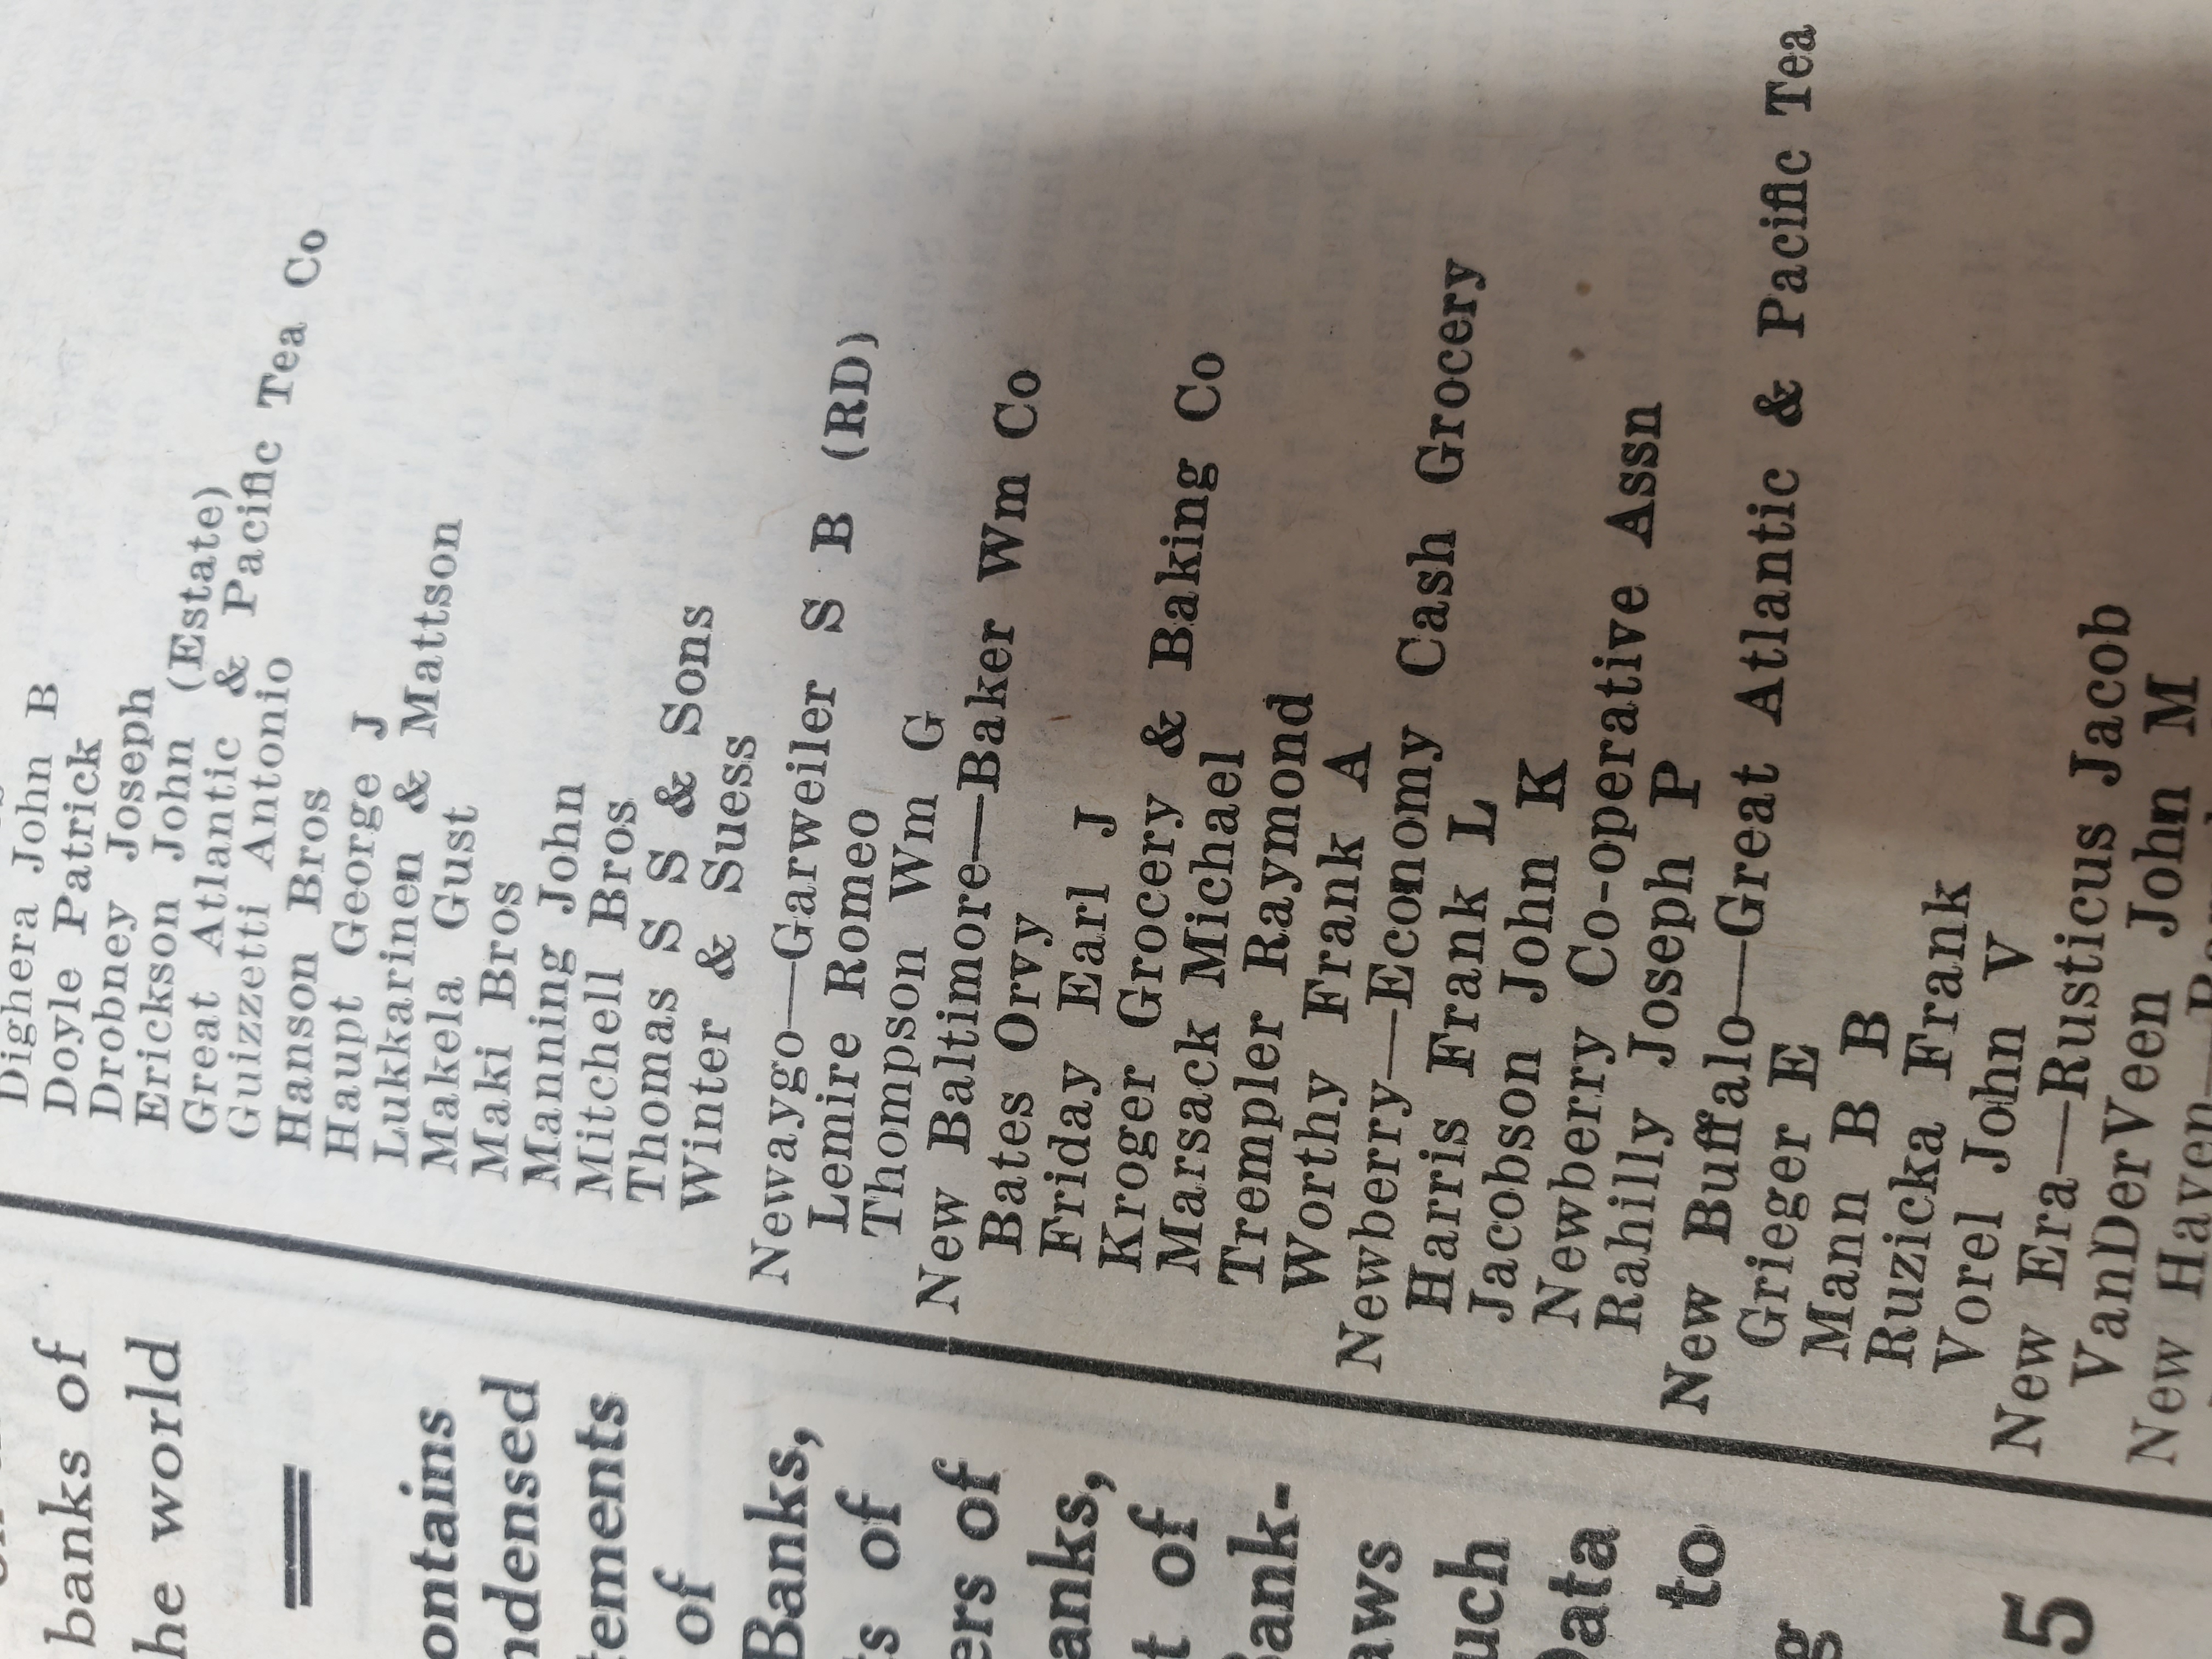 banks of
the world
ontains
ndensed
tements
of
Banks,
s of
ers of
anks,
t of
Bank-
aws
uch
Data
to
g
5
Dighera John B
Doyle Patrick
Drobney Joseph
Erickson John (Estate)
Great Atlantic & Pacific Tea Co
Guizzetti Antonio
Hanson Bros
Haupt George J
Lukkarinen & Mattson
Makela Gust
Maki Bros
Manning John
Mitchell Bros
Thomas S S & Sons
Winter & Suess
Newaygo—Garweiler S B (RD)
Lemire Romeo
Thompson Wm G
New Baltimore—Baker Wm Co
Bates Orvy
Friday Earl J
Kroger Grocery & Baking Co
Marsack Michael
Trempler Raymond
Worthy Frank A
Newberry—Economy Cash Grocery
Harris Frank L
Jacobson John K
Newberry Co-operative Assn
Rahilly Joseph P
New Buffalo—Great Atlantic & Pacific Tea
Grieger E
Mann B B
Ruzicka Frank
Vorel John V
New Era—Rusticus Jacob
VanDerVeen John M
New Haven—